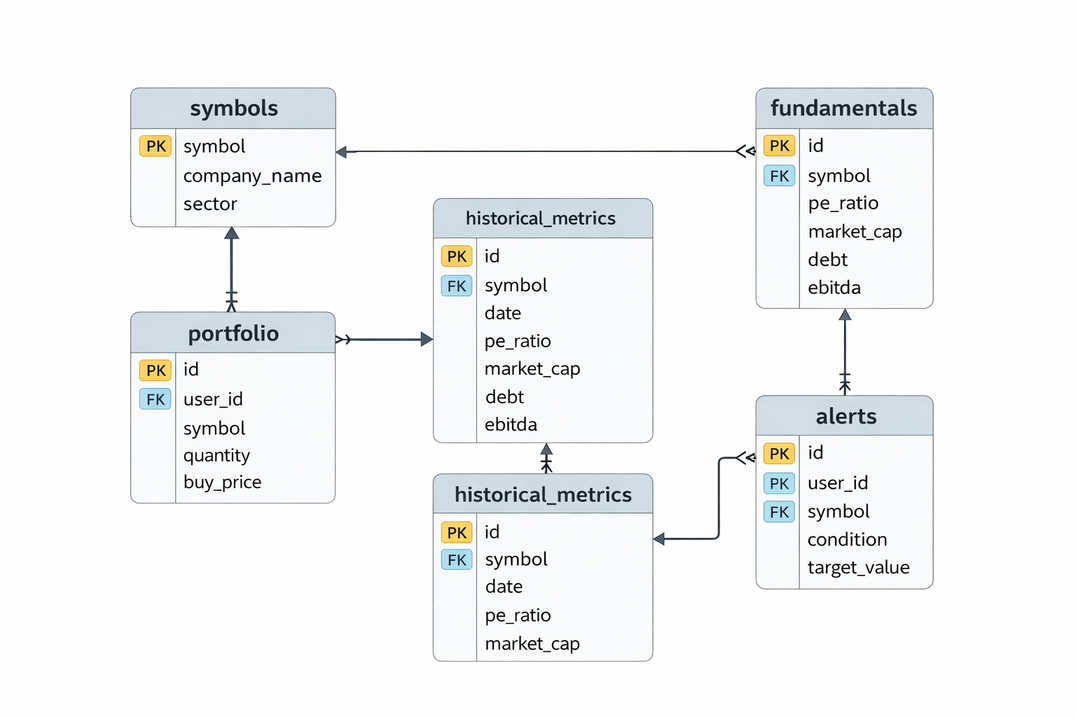 symbols
PK symbol
company_name
sector
fundamentals
PK id
FK symbol
pe_ratio
market_cap
debt
ebitda
historical_metrics
PK id
FK symbol
date
pe_ratio
market_cap
debt
ebitda
portfolio
PK id
FK user_id
symbol
quantity
buy_price
alerts
PK id
PK user_id
FK symbol
condition
target_value
historical_metrics
PK id
FK symbol
date
pe_ratio
market_cap